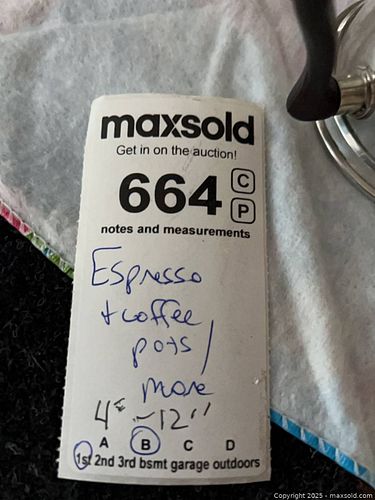 maxsold
Get in on the auction!
664 C P
notes and measurements
Espresso
+ coffee
pots /
more
4" - 12"
A B C D
1st 2nd 3rd bsmt garage outdoors
Copyright 2025 - maxsold.com